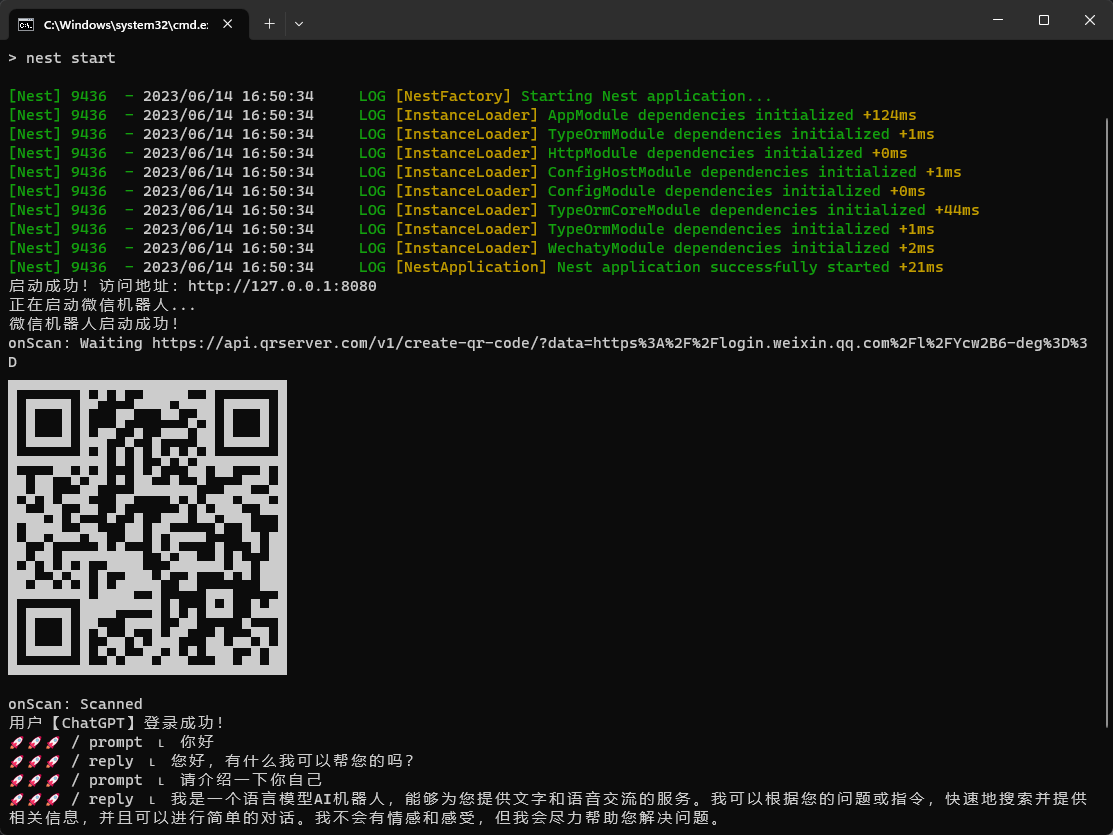 C:\Windows\system32\cmd.e:
> nest start
[Nest] 9436  - 2023/06/14 16:50:34     LOG [NestFactory] Starting Nest application...
[Nest] 9436  - 2023/06/14 16:50:34     LOG [InstanceLoader] AppModule dependencies initialized +124ms
[Nest] 9436  - 2023/06/14 16:50:34     LOG [InstanceLoader] TypeOrmModule dependencies initialized +1ms
[Nest] 9436  - 2023/06/14 16:50:34     LOG [InstanceLoader] HttpModule dependencies initialized +0ms
[Nest] 9436  - 2023/06/14 16:50:34     LOG [InstanceLoader] ConfigHostModule dependencies initialized +1ms
[Nest] 9436  - 2023/06/14 16:50:34     LOG [InstanceLoader] ConfigModule dependencies initialized +0ms
[Nest] 9436  - 2023/06/14 16:50:34     LOG [InstanceLoader] TypeOrmCoreModule dependencies initialized +44ms
[Nest] 9436  - 2023/06/14 16:50:34     LOG [InstanceLoader] TypeOrmModule dependencies initialized +1ms
[Nest] 9436  - 2023/06/14 16:50:34     LOG [InstanceLoader] WechatyModule dependencies initialized +2ms
[Nest] 9436  - 2023/06/14 16:50:34     LOG [NestApplication] Nest application successfully started +21ms
启动成功！访问地址：http://127.0.0.1:8080
正在启动微信机器人...
微信机器人启动成功！
onScan: Waiting https://api.qrserver.com/v1/create-qr-code/?data=https%3A%2F%2Flogin.weixin.qq.com%2Fl%2FYcw2B6-deg%3D%3
D
onScan: Scanned
用户【ChatGPT】登录成功！
🚀🚀🚀 / prompt ʟ 你好
🚀🚀🚀 / reply ʟ 您好，有什么我可以帮您的吗？
🚀🚀🚀 / prompt ʟ 请介绍一下你自己
🚀🚀🚀 / reply ʟ 我是一个语言模型AI机器人，能够为您提供文字和语音交流的服务。我可以根据您的问题或指令，快速地搜索并提供
相关信息，并且可以进行简单的对话。我不会有情感和感受，但我会尽力帮助您解决问题。